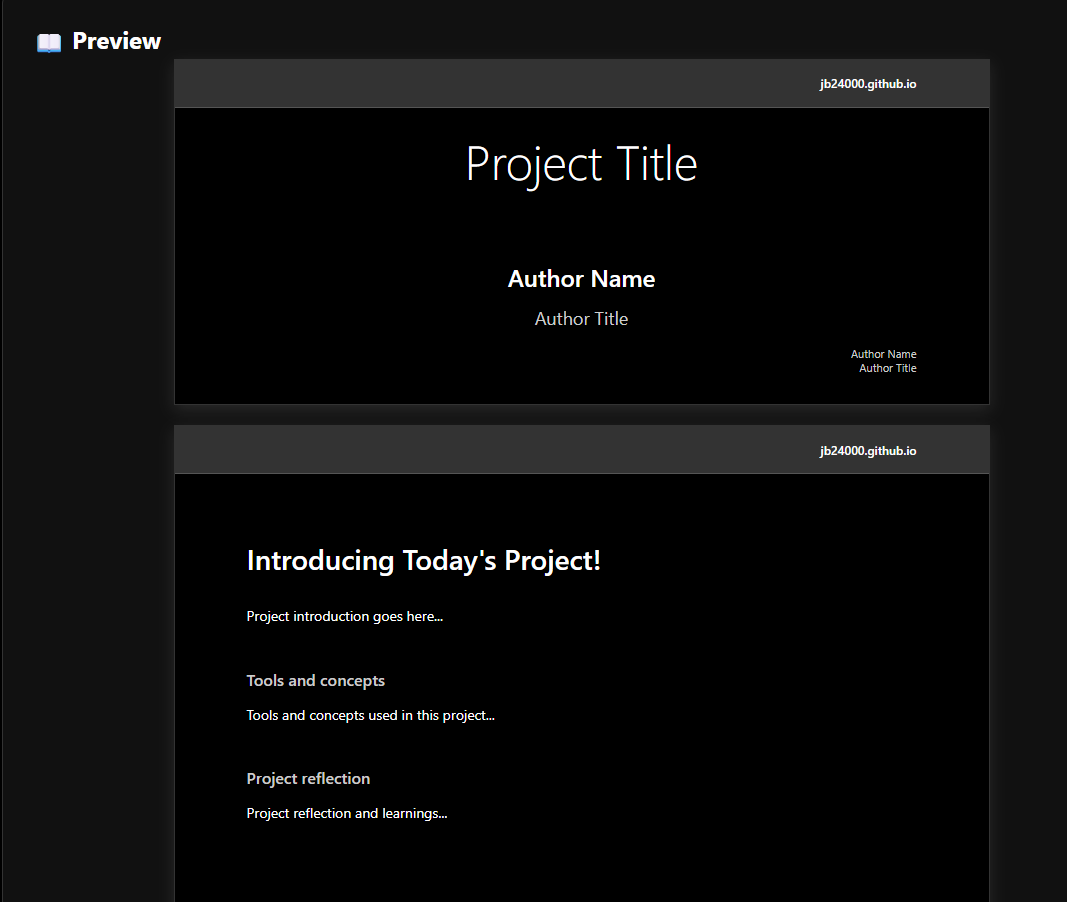 📖 Preview
jb24000.github.io
Project Title
Author Name
Author Title
Author Name
Author Title
jb24000.github.io
Introducing Today's Project!
Project introduction goes here...
Tools and concepts
Tools and concepts used in this project...
Project reflection
Project reflection and learnings...